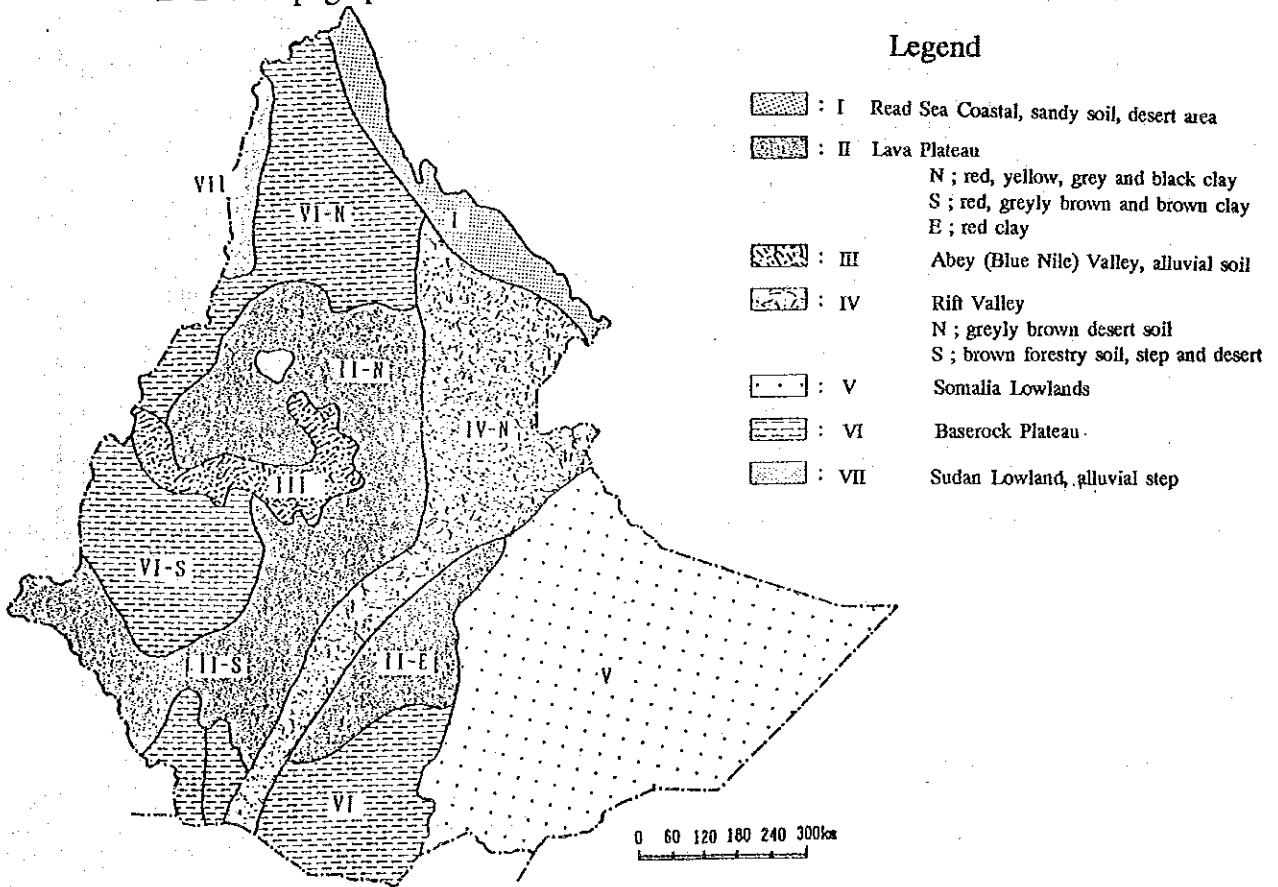 Legend
: I Read Sea Coastal, sandy soil, desert area
: II Lava Plateau
N ; red, yellow, grey and black clay
S ; red, greyly brown and brown clay
E ; red clay
: III Abey (Blue Nile) Valley, alluvial soil
: IV Rift Valley
N ; greyly brown desert soil
S ; brown forestry soil, step and desert
: V Somalia Lowlands
: VI Baserock Plateau
: VII Sudan Lowland, alluvial step
VII
VI-N
I
II-N
IV-N
III
VI-S
II-S
II-E
V
VI
0 60 120 180 240 300km